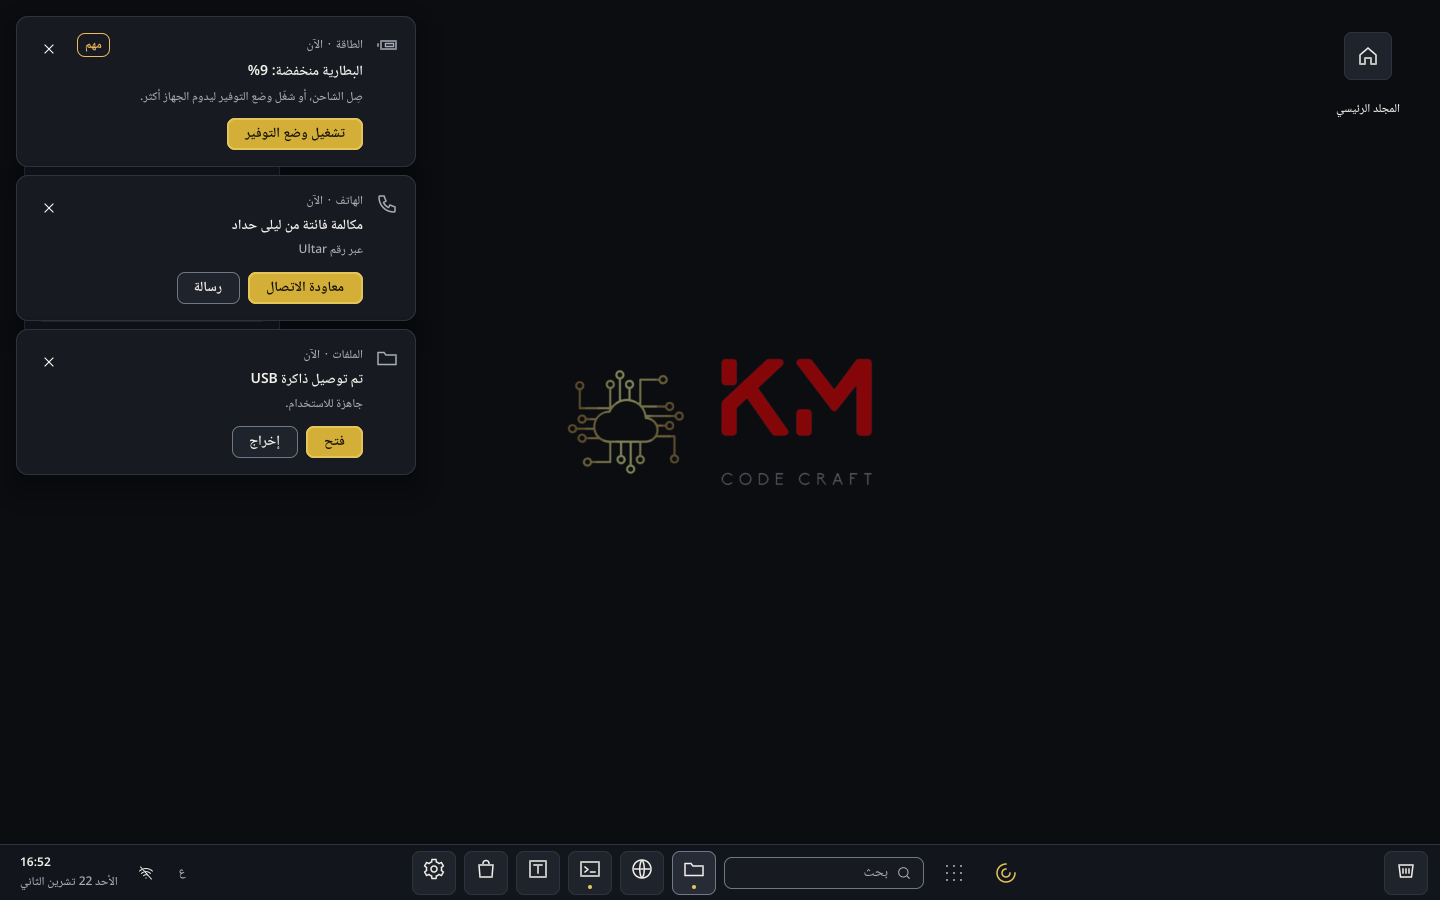 الطاقة · الآن
مهم
البطارية منخفضة: 9%
صِل الشاحن، أو شغّل وضع التوفير ليدوم الجهاز أكثر.
تشغيل وضع التوفير
الهاتف · الآن
مكالمة فائتة من ليلى حداد
عبر رقم Ultar
معاودة الاتصال
رسالة
الملفات · الآن
تم توصيل ذاكرة USB
جاهزة للاستخدام.
فتح
إخراج
المجلد الرئيسي
KM
CODE CRAFT
بحث
ع
16:52
الأحد 22 تشرين الثاني